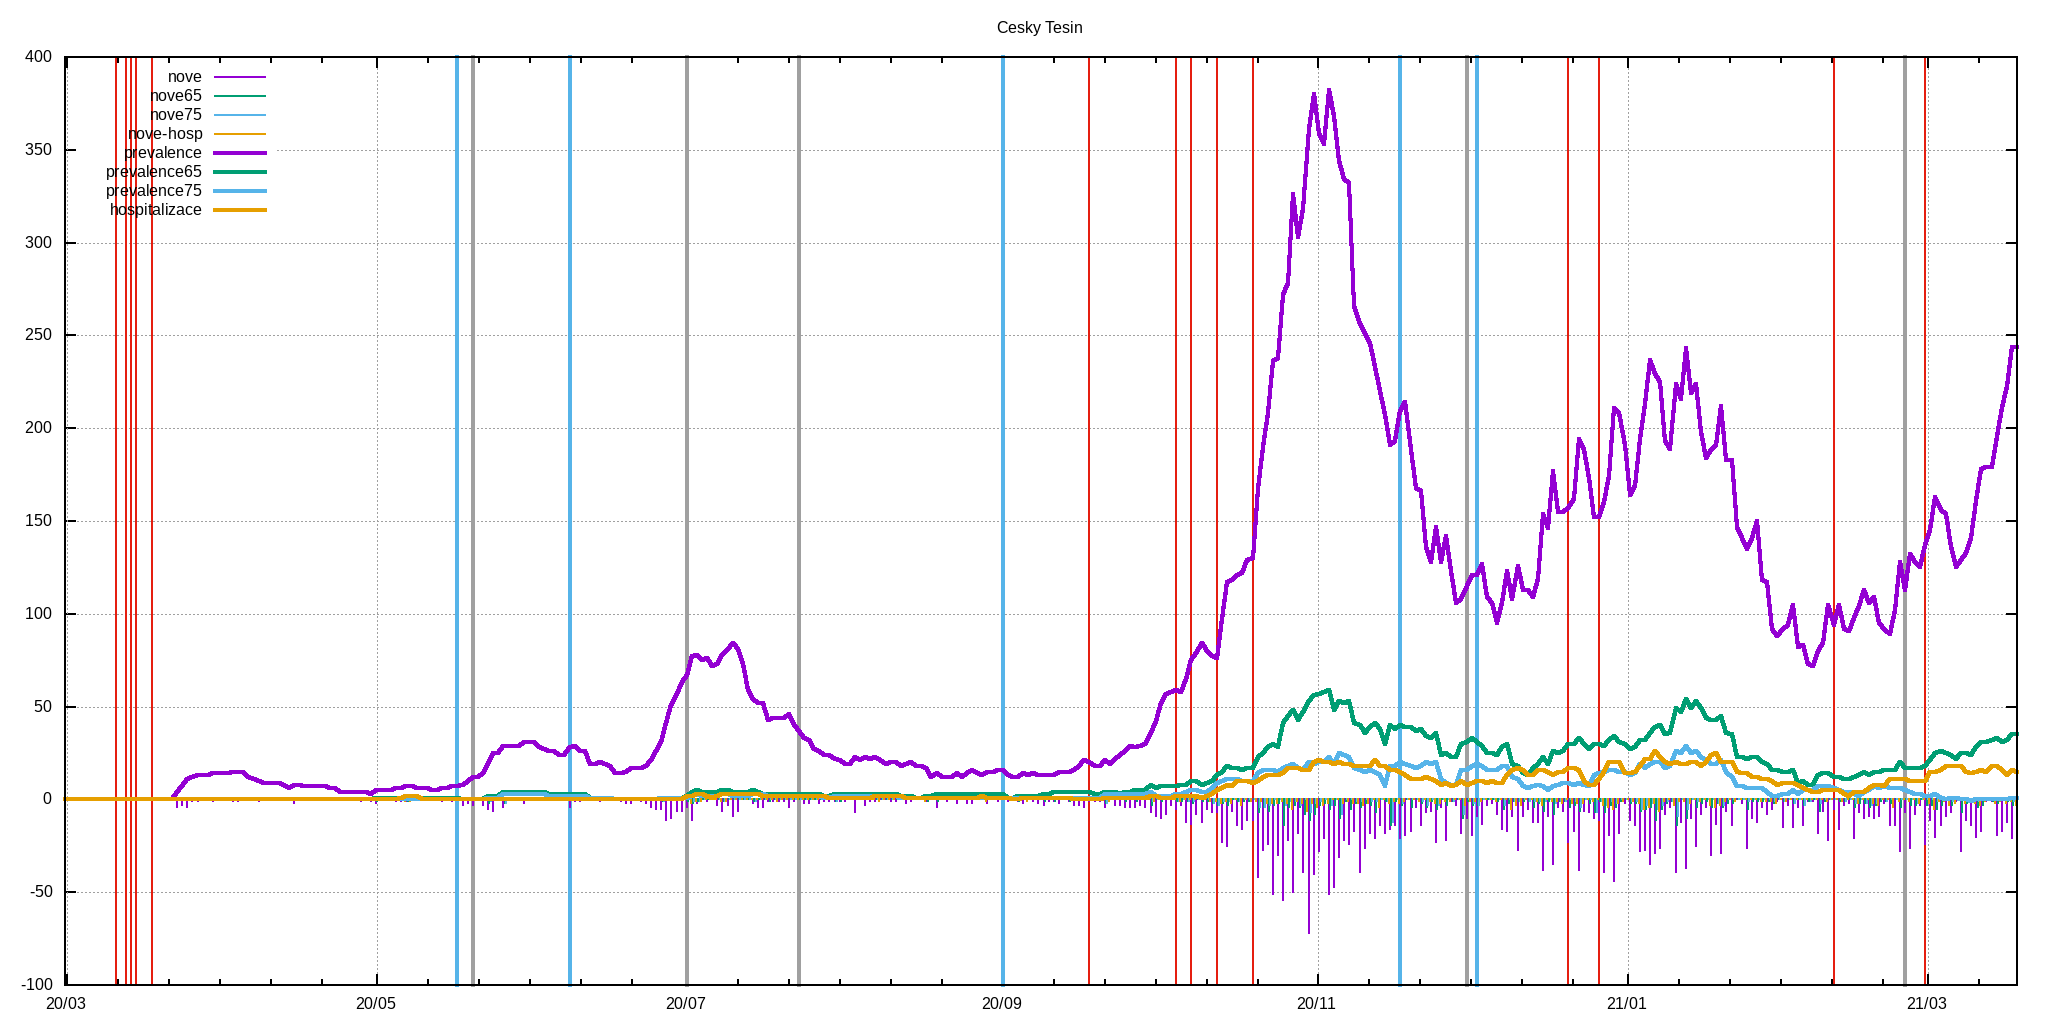 Cesky Tesin
400
350
300
250
200
150
100
50
0
-50
-100
nove
nove65
nove75
nove-hosp
prevalence
prevalence65
prevalence75
hospitalizace
20/03 20/05 20/07 20/09 20/11 21/01 21/03